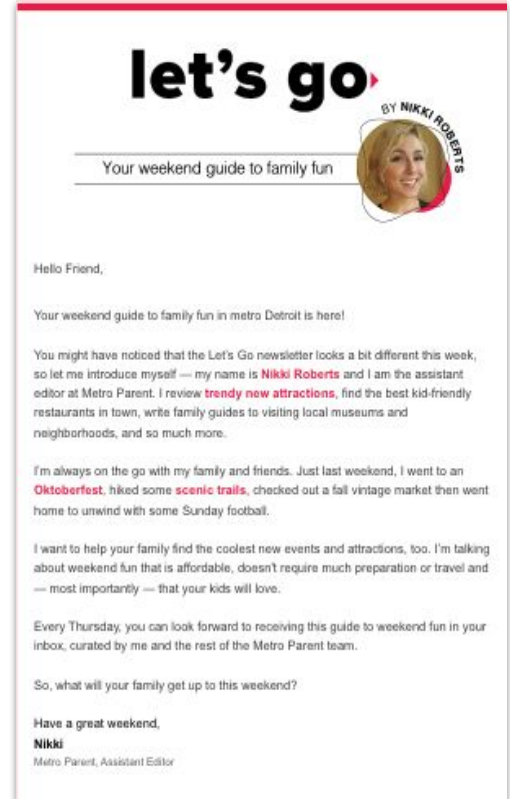 let's go
BY NIKKI ROBERTS
Your weekend guide to family fun
Hello Friend,
Your weekend guide to family fun in metro Detroit is here!
You might have noticed that the Let's Go newsletter looks a bit different this week,
so let me introduce myself — my name is Nikki Roberts and I am the assistant
editor at Metro Parent. I review trendy new attractions, find the best kid-friendly
restaurants in town, write family guides to visiting local museums and
neighborhoods, and so much more.
I'm always on the go with my family and friends. Just last weekend, I went to an
Oktoberfest, hiked some scenic trails, checked out a fall vintage market then went
home to unwind with some Sunday football.
I want to help your family find the coolest new events and attractions, too. I'm talking
about weekend fun that is affordable, doesn't require much preparation or travel and
— most importantly — that your kids will love.
Every Thursday, you can look forward to receiving this guide to weekend fun in your
inbox, curated by me and the rest of the Metro Parent team.
So, what will your family get up to this weekend?
Have a great weekend,
Nikki
Metro Parent, Assistant Editor